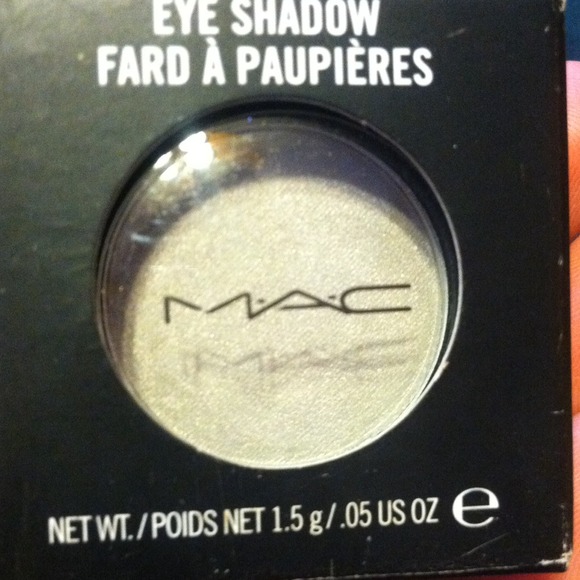 EYE SHADOW
FARD À PAUPIÈRES
M·A·C
NET WT./POIDS NET 1.5 g/.05 US OZ e